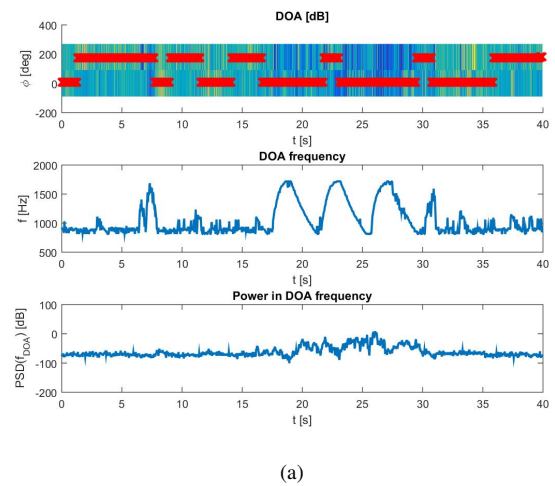 DOA [dB]
400
200
0
-200
ϕ [deg]
0 5 10 15 20 25 30 35 40
t [s]
DOA frequency
2000
1500
1000
500
f [Hz]
0 5 10 15 20 25 30 35 40
t [s]
Power in DOA frequency
100
0
-100
-200
PSD(f_DOA) [dB]
0 5 10 15 20 25 30 35 40
t [s]
(a)